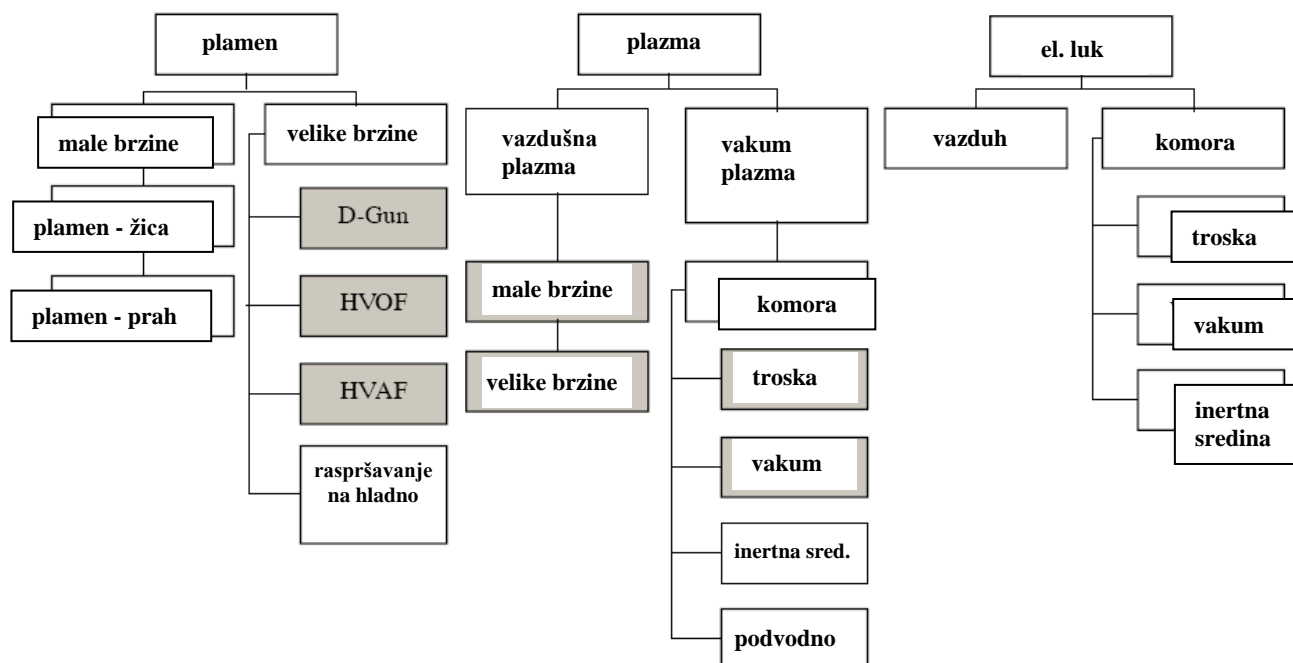 plamen
male brzine
plamen - žica
plamen - prah
velike brzine
D-Gun
HVOF
HVAF
raspršavanje
na hladno
plazma
vazdušna
plazma
male brzine
velike brzine
vakum
plazma
komora
troska
vakum
inertna sred.
podvodno
el. luk
vazduh
komora
troska
vakum
inertna
sredina